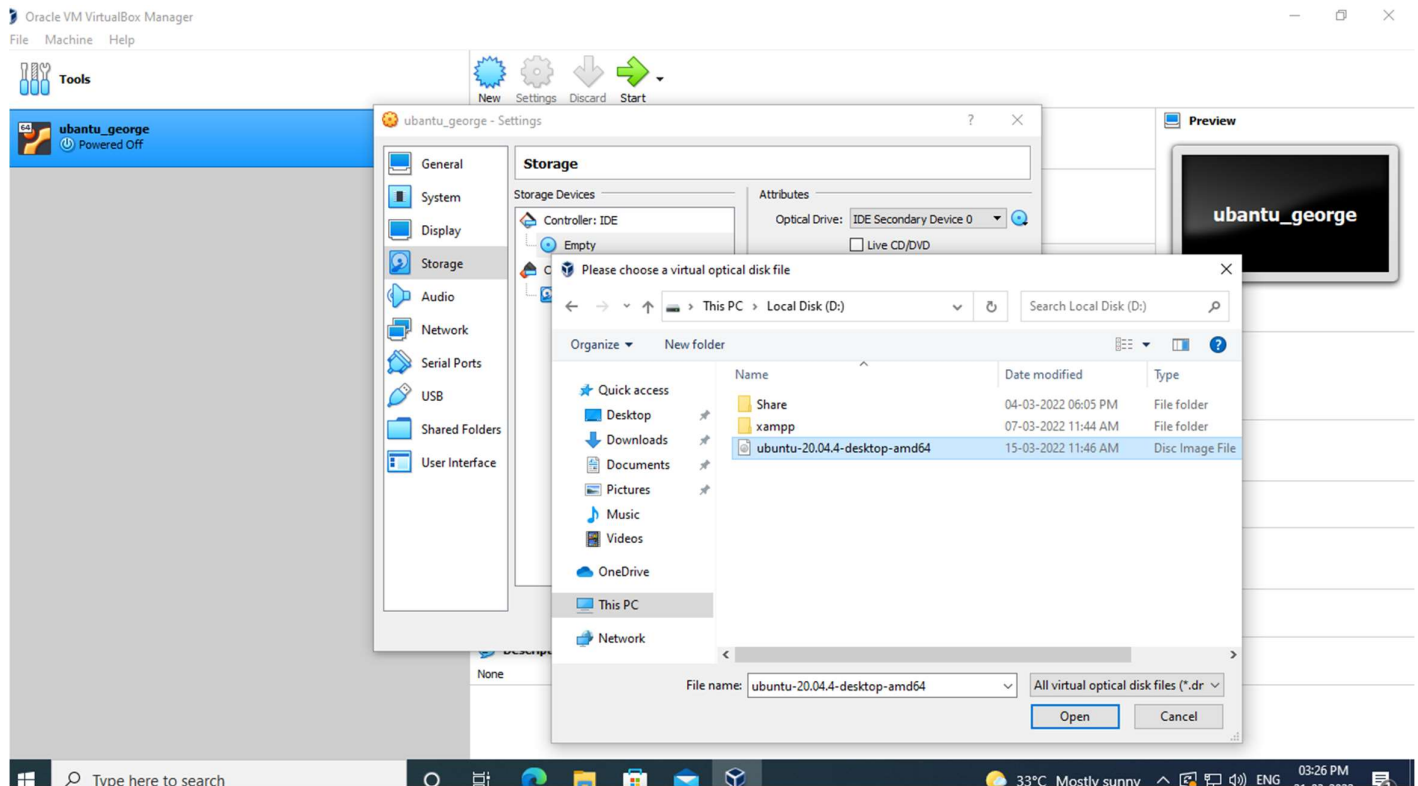 Oracle VM VirtualBox Manager
File Machine Help
Tools
New Settings Discard Start
ubantu_george
Powered Off
64
Preview
ubantu_george
ubantu_george - Settings
?
General
System
Display
Storage
Audio
Network
Serial Ports
USB
Shared Folders
User Interface
Storage
Storage Devices
Controller: IDE
Empty
C
Attributes
Optical Drive: IDE Secondary Device 0
Live CD/DVD
Please choose a virtual optical disk file
This PC > Local Disk (D:)
Search Local Disk (D:)
Organize New folder
?
Quick access
Desktop
Downloads
Documents
Pictures
Music
Videos
OneDrive
This PC
Network
Name Date modified Type
Share 04-03-2022 06:05 PM File folder
xampp 07-03-2022 11:44 AM File folder
ubuntu-20.04.4-desktop-amd64 15-03-2022 11:46 AM Disc Image File
File name: ubuntu-20.04.4-desktop-amd64 All virtual optical disk files (*.dr
Open Cancel
None
Type here to search
33°C Mostly sunny ENG 03:26 PM